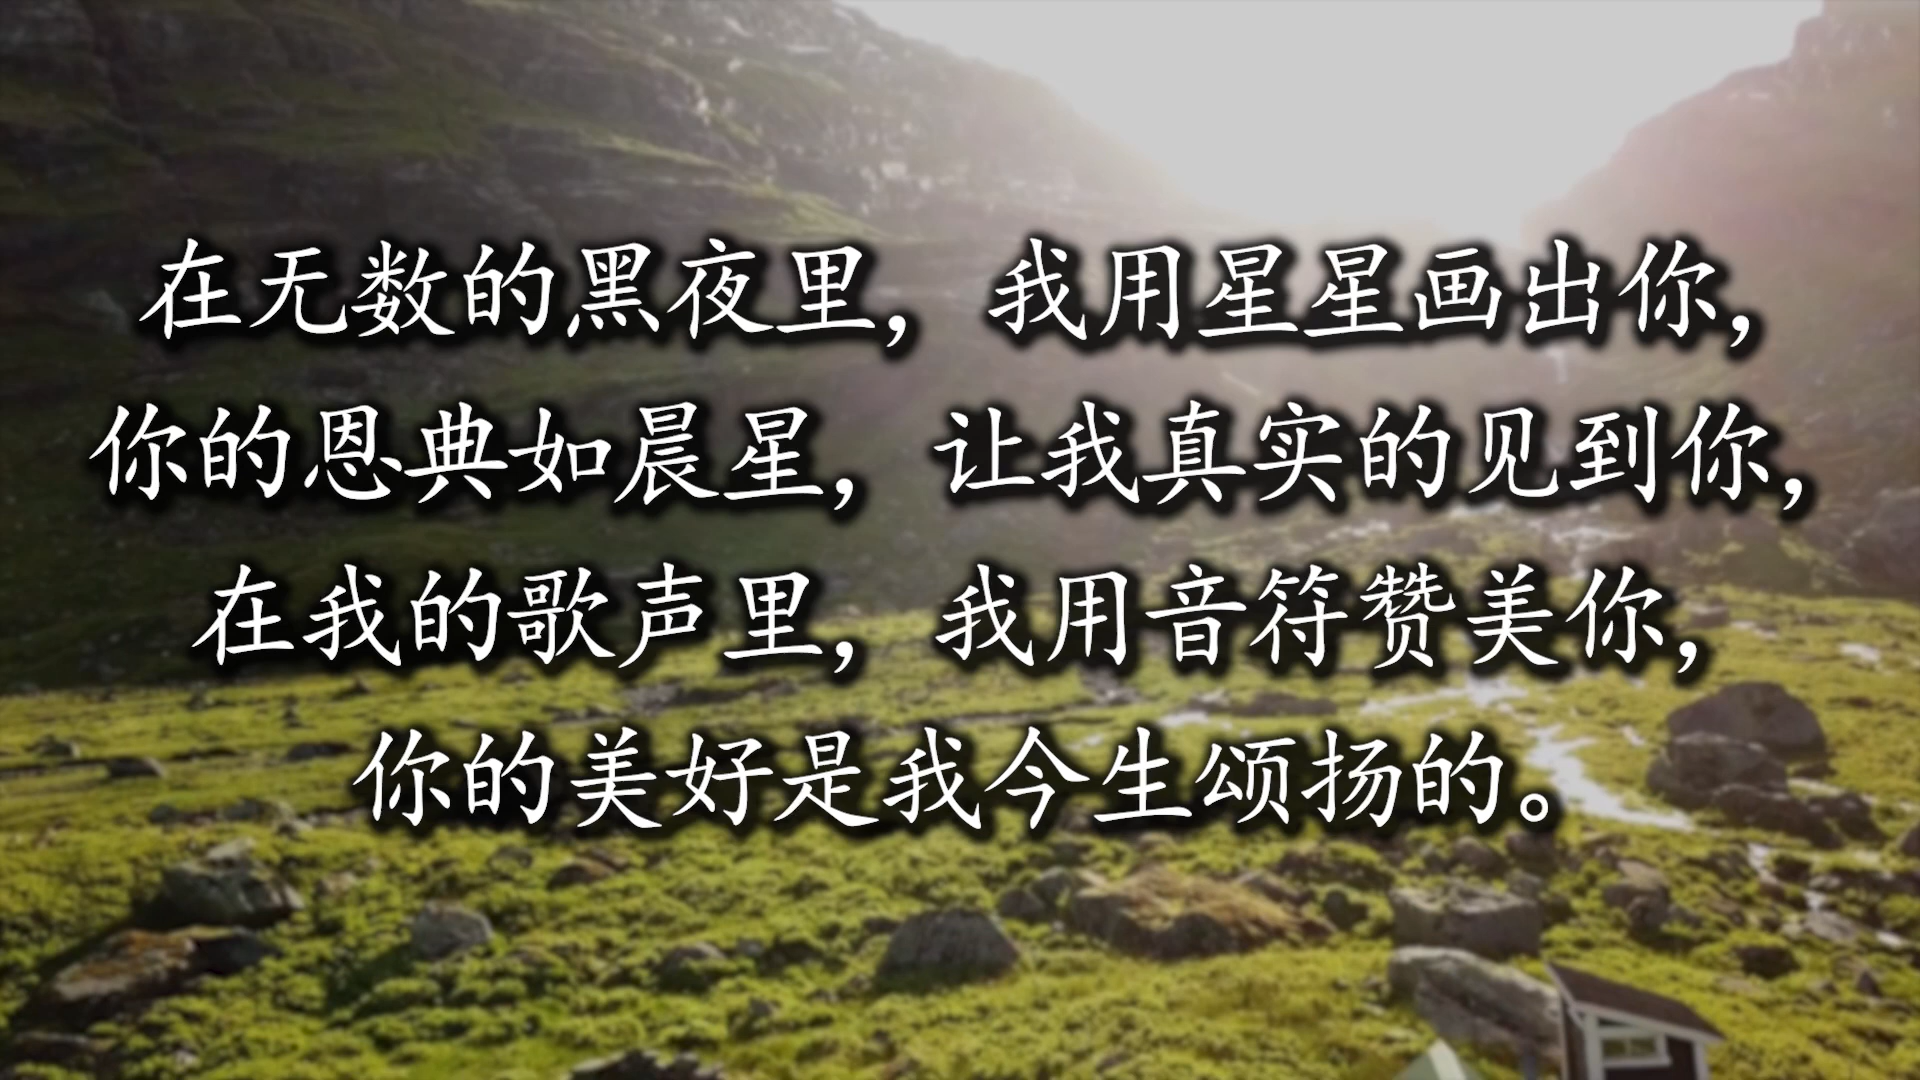 在无数的黑夜里，我用星星画出你，
你的恩典如晨星，让我真实的见到你，
在我的歌声里，我用音符赞美你，
你的美好是我今生颂扬的。